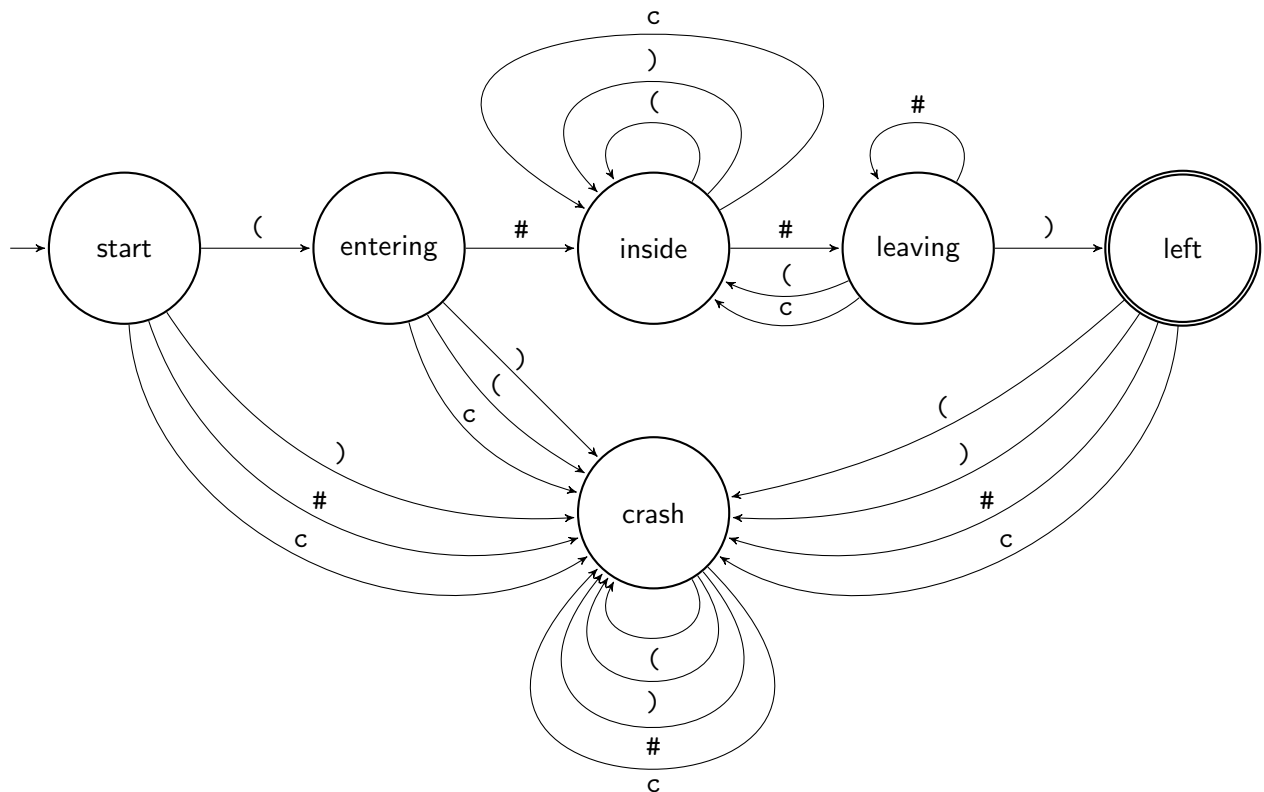 c
)
(
#
start
(
entering
#
inside
#
leaving
)
left
(
c
)
(
c
(
)
)
#
#
c
c
crash
(
)
#
c